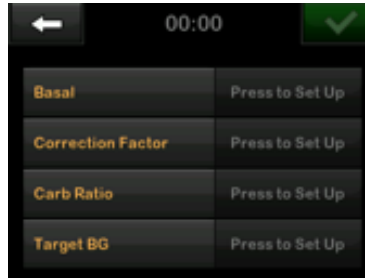 00:00
Basal Press to Set Up
Correction Factor Press to Set Up
Carb Ratio Press to Set Up
Target BG Press to Set Up